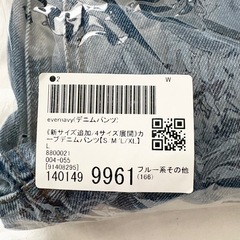 ●2 W
evernavy(デニムパンツ)
(新サイズ追加/4サイズ展開)カ
ーブデニムパンツ[S/M/L/XL]
L
880002l
004-055
[91408295]
140149 9961 ブルー系その他
(166)